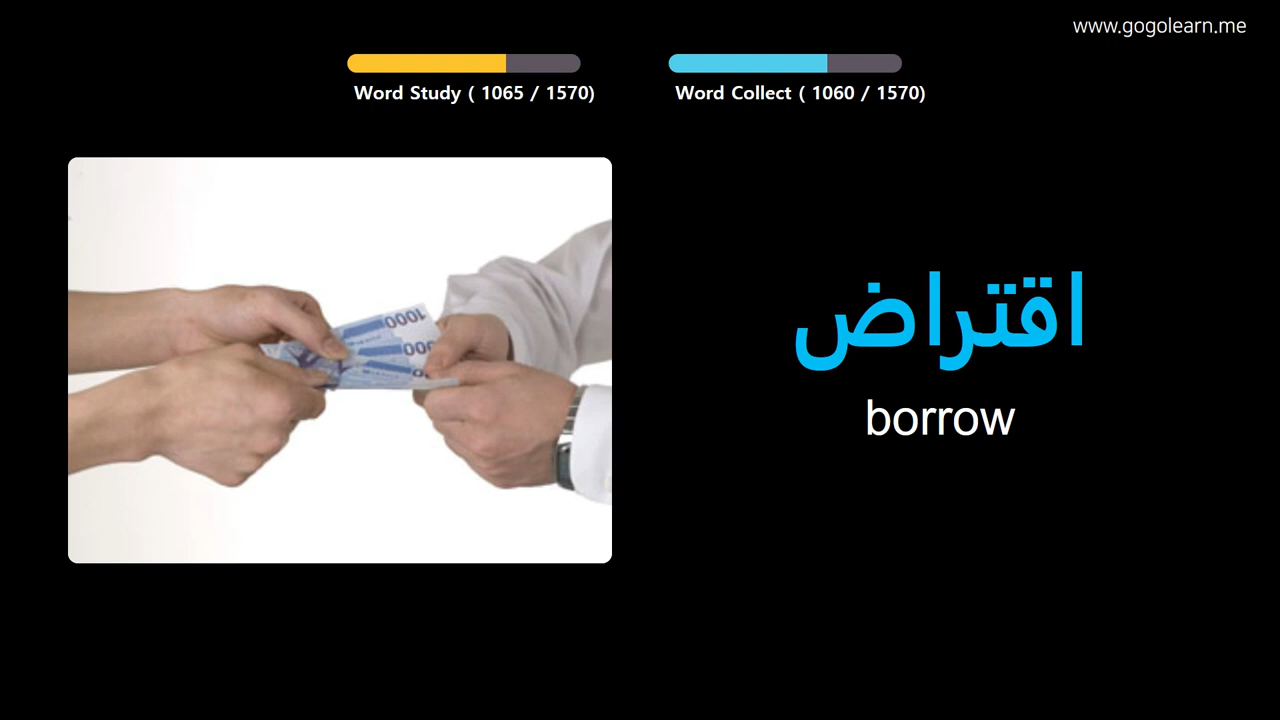 www.gogolearn.me
Word Study ( 1065 / 1570)
Word Collect ( 1060 / 1570)
1000
اقتراض
borrow